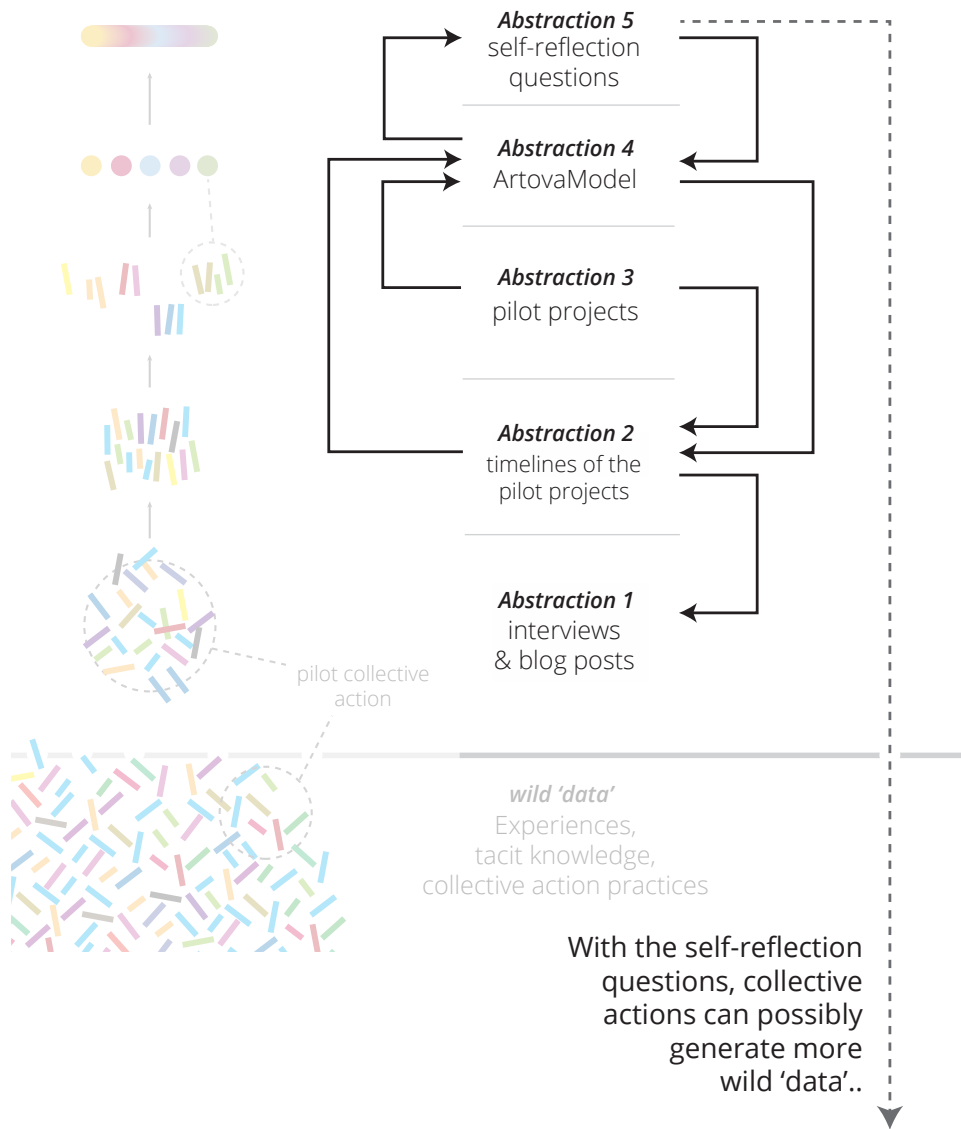 Abstraction 5
self-reflection
questions
Abstraction 4
ArtovaModel
Abstraction 3
pilot projects
Abstraction 2
timelines of the
pilot projects
Abstraction 1
interviews
& blog posts
pilot collective
action
wild ‘data’
Experiences,
tacit knowledge,
collective action practices
With the self-reflection
questions, collective
actions can possibly
generate more
wild ‘data’..